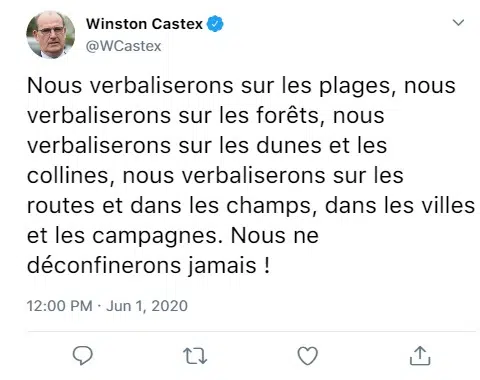 Winston Castex
@WCastex
Nous verbaliserons sur les plages, nous
verbaliserons sur les forêts, nous
verbaliserons sur les dunes et les
collines, nous verbaliserons sur les
routes et dans les champs, dans les villes
et les campagnes. Nous ne
déconfinerons jamais !
12:00 PM · Jun 1, 2020